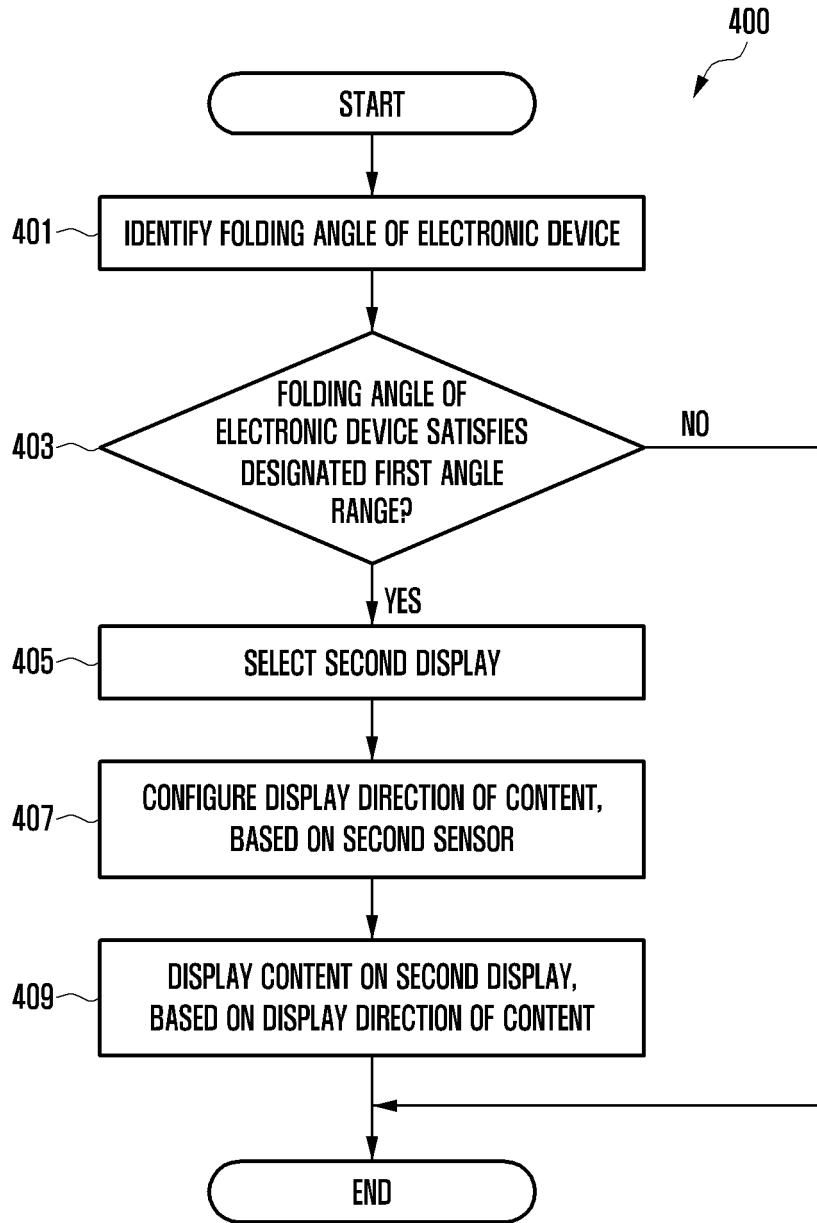 400
START
401
IDENTIFY FOLDING ANGLE OF ELECTRONIC DEVICE
403
FOLDING ANGLE OF
ELECTRONIC DEVICE SATISFIES
DESIGNATED FIRST ANGLE
RANGE?
NO
YES
405
SELECT SECOND DISPLAY
407
CONFIGURE DISPLAY DIRECTION OF CONTENT,
BASED ON SECOND SENSOR
409
DISPLAY CONTENT ON SECOND DISPLAY,
BASED ON DISPLAY DIRECTION OF CONTENT
END